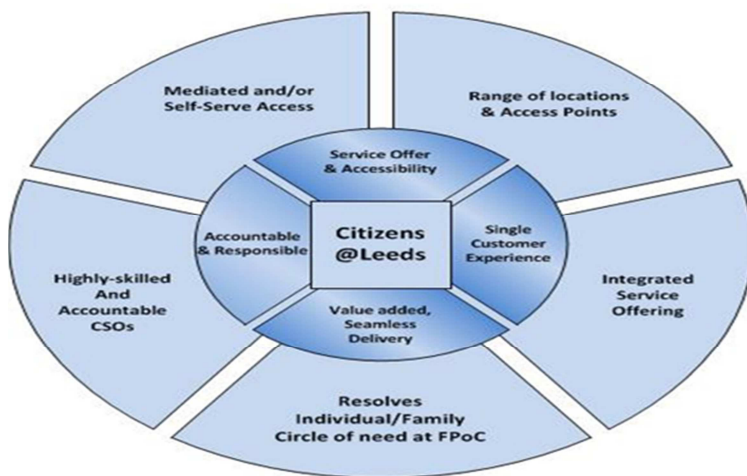 Mediated and/or
Self-Serve Access
Range of locations
& Access Points
Service Offer
& Accessibility
Accountable
& Responsible
Citizens
@Leeds
Single
Customer
Experience
Highly-skilled
And
Accountable
CSOs
Integrated
Service
Offering
Value added,
Seamless
Delivery
Resolves
Individual/Family
Circle of need at FPoC